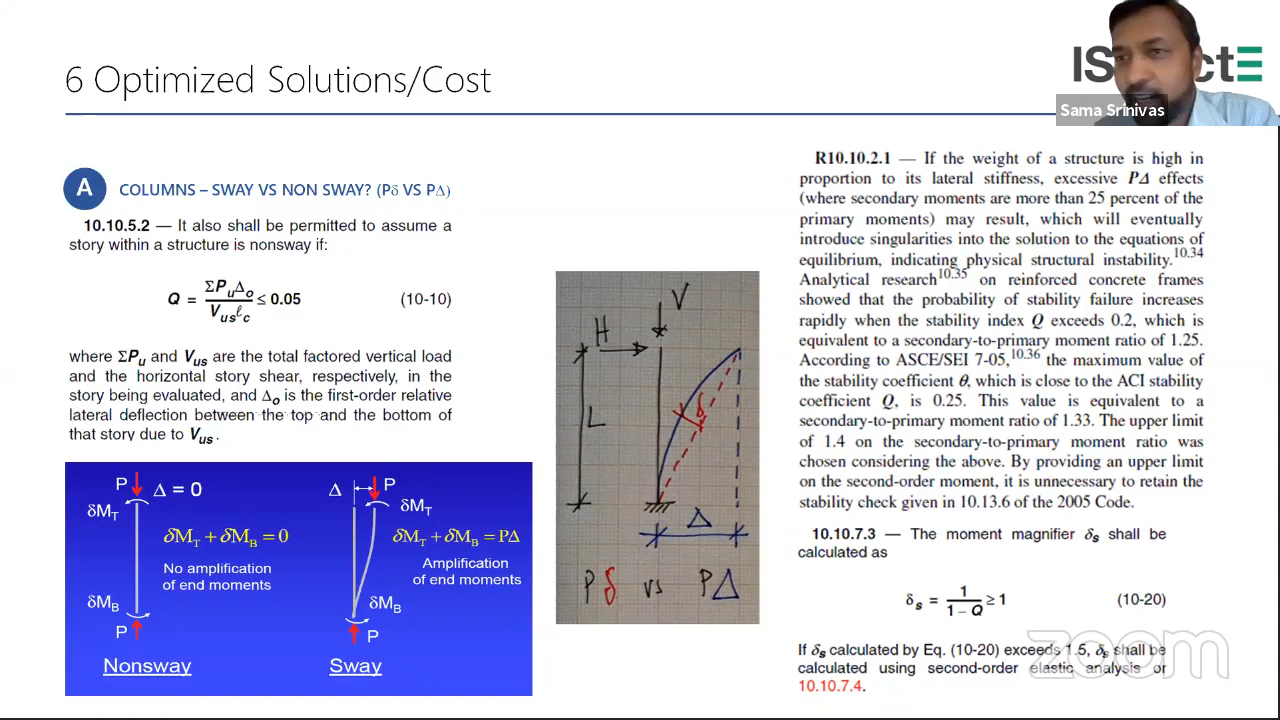 6 Optimized Solutions/Cost
Sama Srinivas
A
COLUMNS – SWAY VS NON SWAY? (Pδ VS PΔ)
10.10.5.2 — It also shall be permitted to assume a
story within a structure is nonsway if:
Q = ΣPuΔo / Vusℓc ≤ 0.05 (10-10)
where ΣPu and Vus are the total factored vertical load
and the horizontal story shear, respectively, in the
story being evaluated, and Δo is the first-order relative
lateral deflection between the top and the bottom of
that story due to Vus.
P Δ = 0
δMT
δMT + δMB = 0
No amplification
of end moments
δMB
P
Nonsway
Δ P
δMT
δMT + δMB = PΔ
Amplification
of end moments
δMB
P
Sway
V
H
L
δ
Δ
Pδ vs PΔ
R10.10.2.1 — If the weight of a structure is high in
proportion to its lateral stiffness, excessive PΔ effects
(where secondary moments are more than 25 percent of the
primary moments) may result, which will eventually
introduce singularities into the solution to the equations of
equilibrium, indicating physical structural instability.10.34
Analytical research10.35 on reinforced concrete frames
showed that the probability of stability failure increases
rapidly when the stability index Q exceeds 0.2, which is
equivalent to a secondary-to-primary moment ratio of 1.25.
According to ASCE/SEI 7-05,10.36 the maximum value of
the stability coefficient θ, which is close to the ACI stability
coefficient Q, is 0.25. This value is equivalent to a
secondary-to-primary moment ratio of 1.33. The upper limit
of 1.4 on the secondary-to-primary moment ratio was
chosen considering the above. By providing an upper limit
on the second-order moment, it is unnecessary to retain the
stability check given in 10.13.6 of the 2005 Code.
10.10.7.3 — The moment magnifier δs shall be
calculated as
δs = 1 / 1 – Q ≥ 1 (10-20)
If δs calculated by Eq. (10-20) exceeds 1.5, δs shall be
calculated using second-order elastic analysis or
10.10.7.4.
zoom